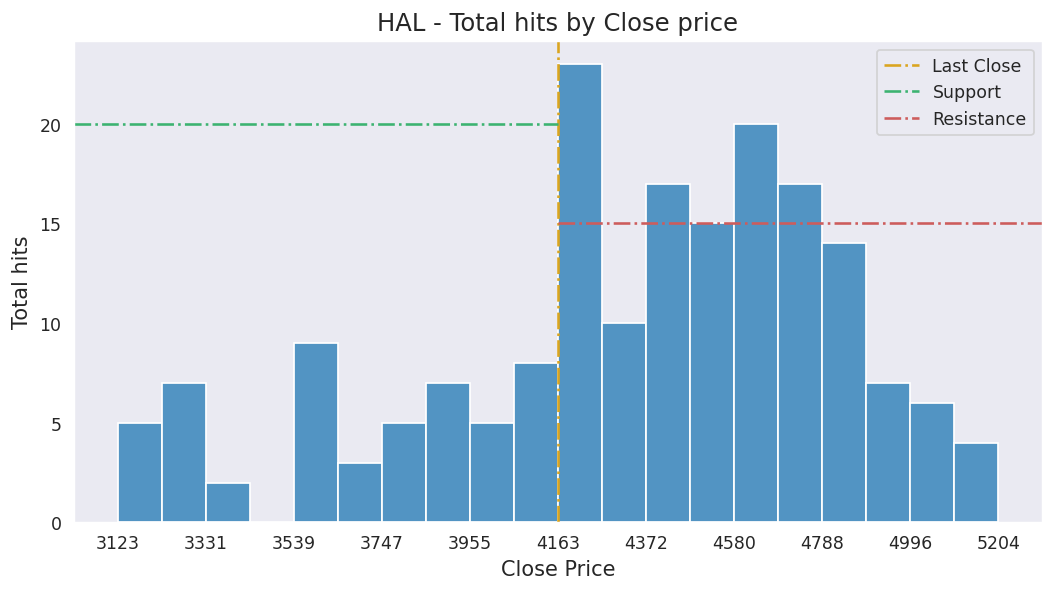 HAL - Total hits by Close price
Last Close
Support
Resistance
Total hits
20
15
10
5
0
3123 3331 3539 3747 3955 4163 4372 4580 4788 4996 5204
Close Price